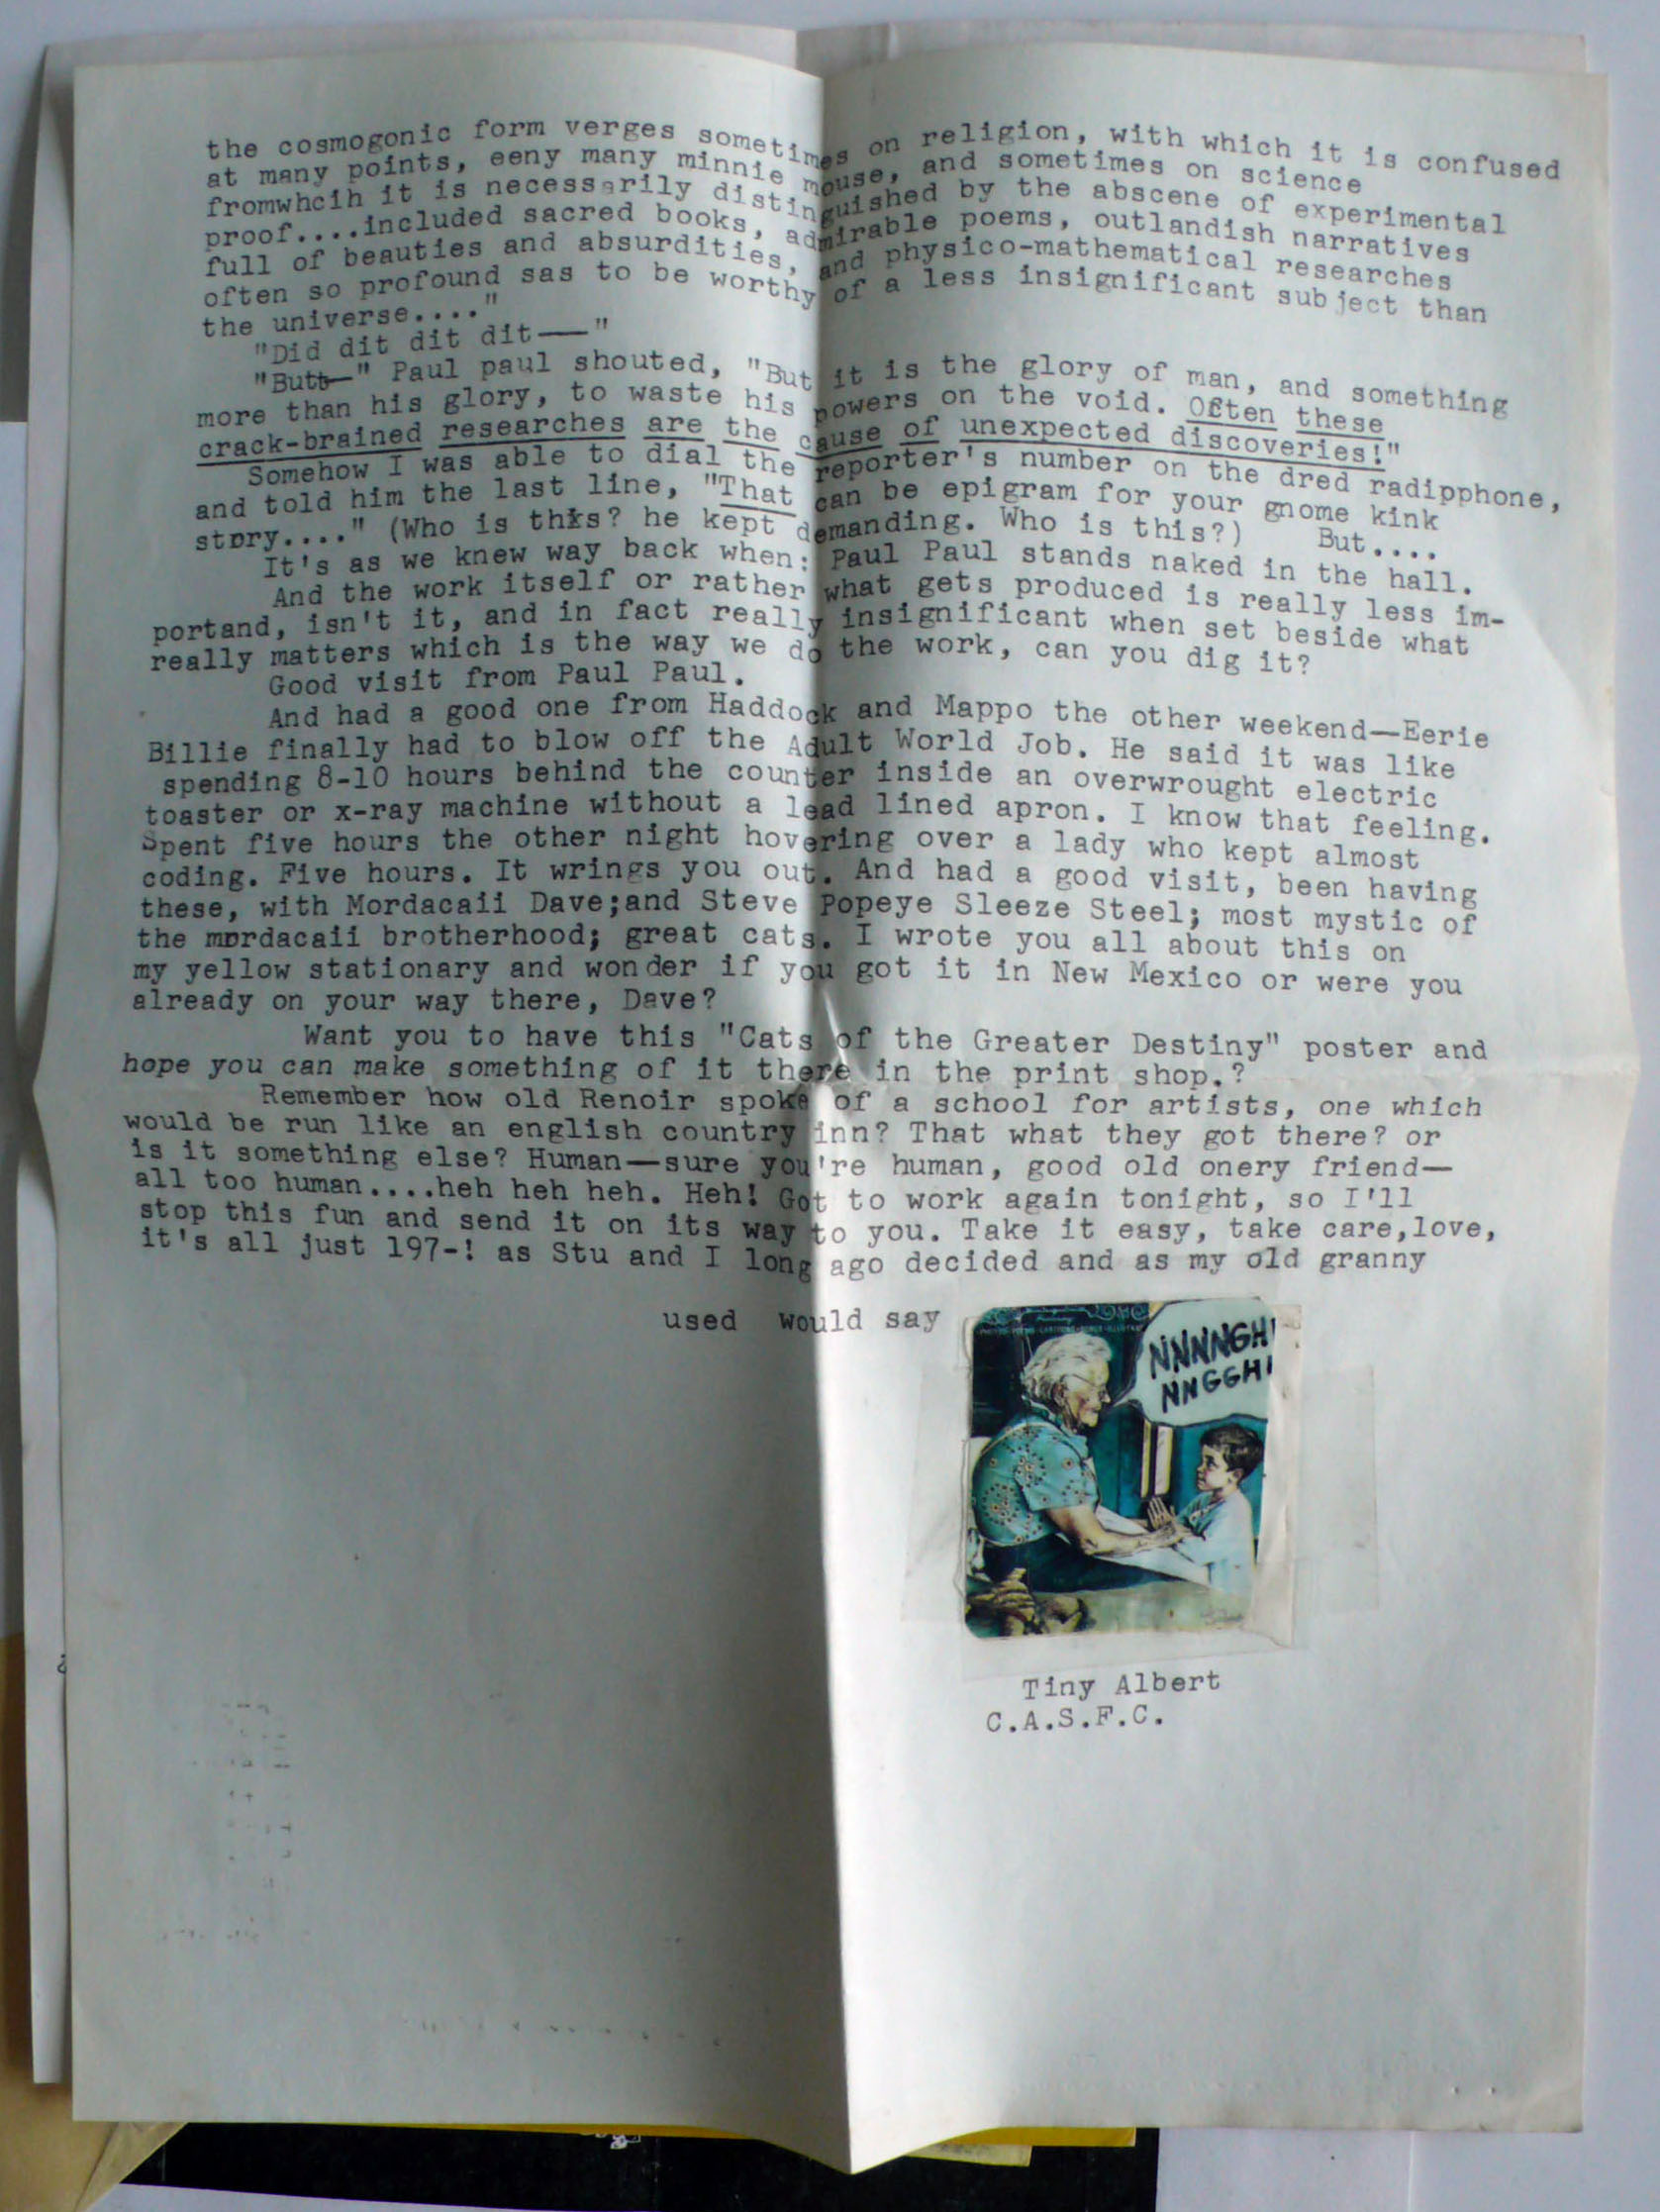 the cosmogonic form verges sometimes on religion, with which it is confused
at many points, eeny many minnie mouse, and sometimes on science
fromwhcih it is necessarily distinguished by the abscene of experimental
proof....included sacred books, admirable poems, outlandish narratives
full of beauties and absurdities, and physico-mathematical researches
often so profound sas to be worthy of a less insignificant subject than
the universe...."
"Did dit dit dit—"
"Butt—" Paul paul shouted, "But it is the glory of man, and something
more than his glory, to waste his powers on the void. Often these
crack-brained researches are the cause of unexpected discoveries!"
Somehow I was able to dial the reporter's number on the dred radipphone,
and told him the last line, "That can be epigram for your gnome kink
story...." (Who is this? he kept demanding. Who is this?) But....
It's as we knew way back when: Paul Paul stands naked in the hall.
And the work itself or rather what gets produced is really less im-
portand, isn't it, and in fact really insignificant when set beside what
really matters which is the way we do the work, can you dig it?
Good visit from Paul Paul.
And had a good one from Haddock and Mappo the other weekend—Eerie
Billie finally had to blow off the Adult World Job. He said it was like
spending 8-10 hours behind the counter inside an overwrought electric
toaster or x-ray machine without a lead lined apron. I know that feeling.
Spent five hours the other night hovering over a lady who kept almost
coding. Five hours. It wrings you out. And had a good visit, been having
these, with Mordacaii Dave;and Steve Popeye Sleeze Steel; most mystic of
the mordacaii brotherhood; great cats. I wrote you all about this on
my yellow stationary and wonder if you got it in New Mexico or were you
already on your way there, Dave?
Want you to have this "Cats of the Greater Destiny" poster and
hope you can make something of it there in the print shop.?
Remember how old Renoir spoke of a school for artists, one which
would be run like an english country inn? That what they got there? or
is it something else? Human—sure you're human, good old onery friend—
all too human....heh heh heh. Heh! Got to work again tonight, so I'll
stop this fun and send it on its way to you. Take it easy, take care,love,
it's all just 197-! as Stu and I long ago decided and as my old granny
used would say
NNNNGH!
NNGGH!
Tiny Albert
C.A.S.F.C.